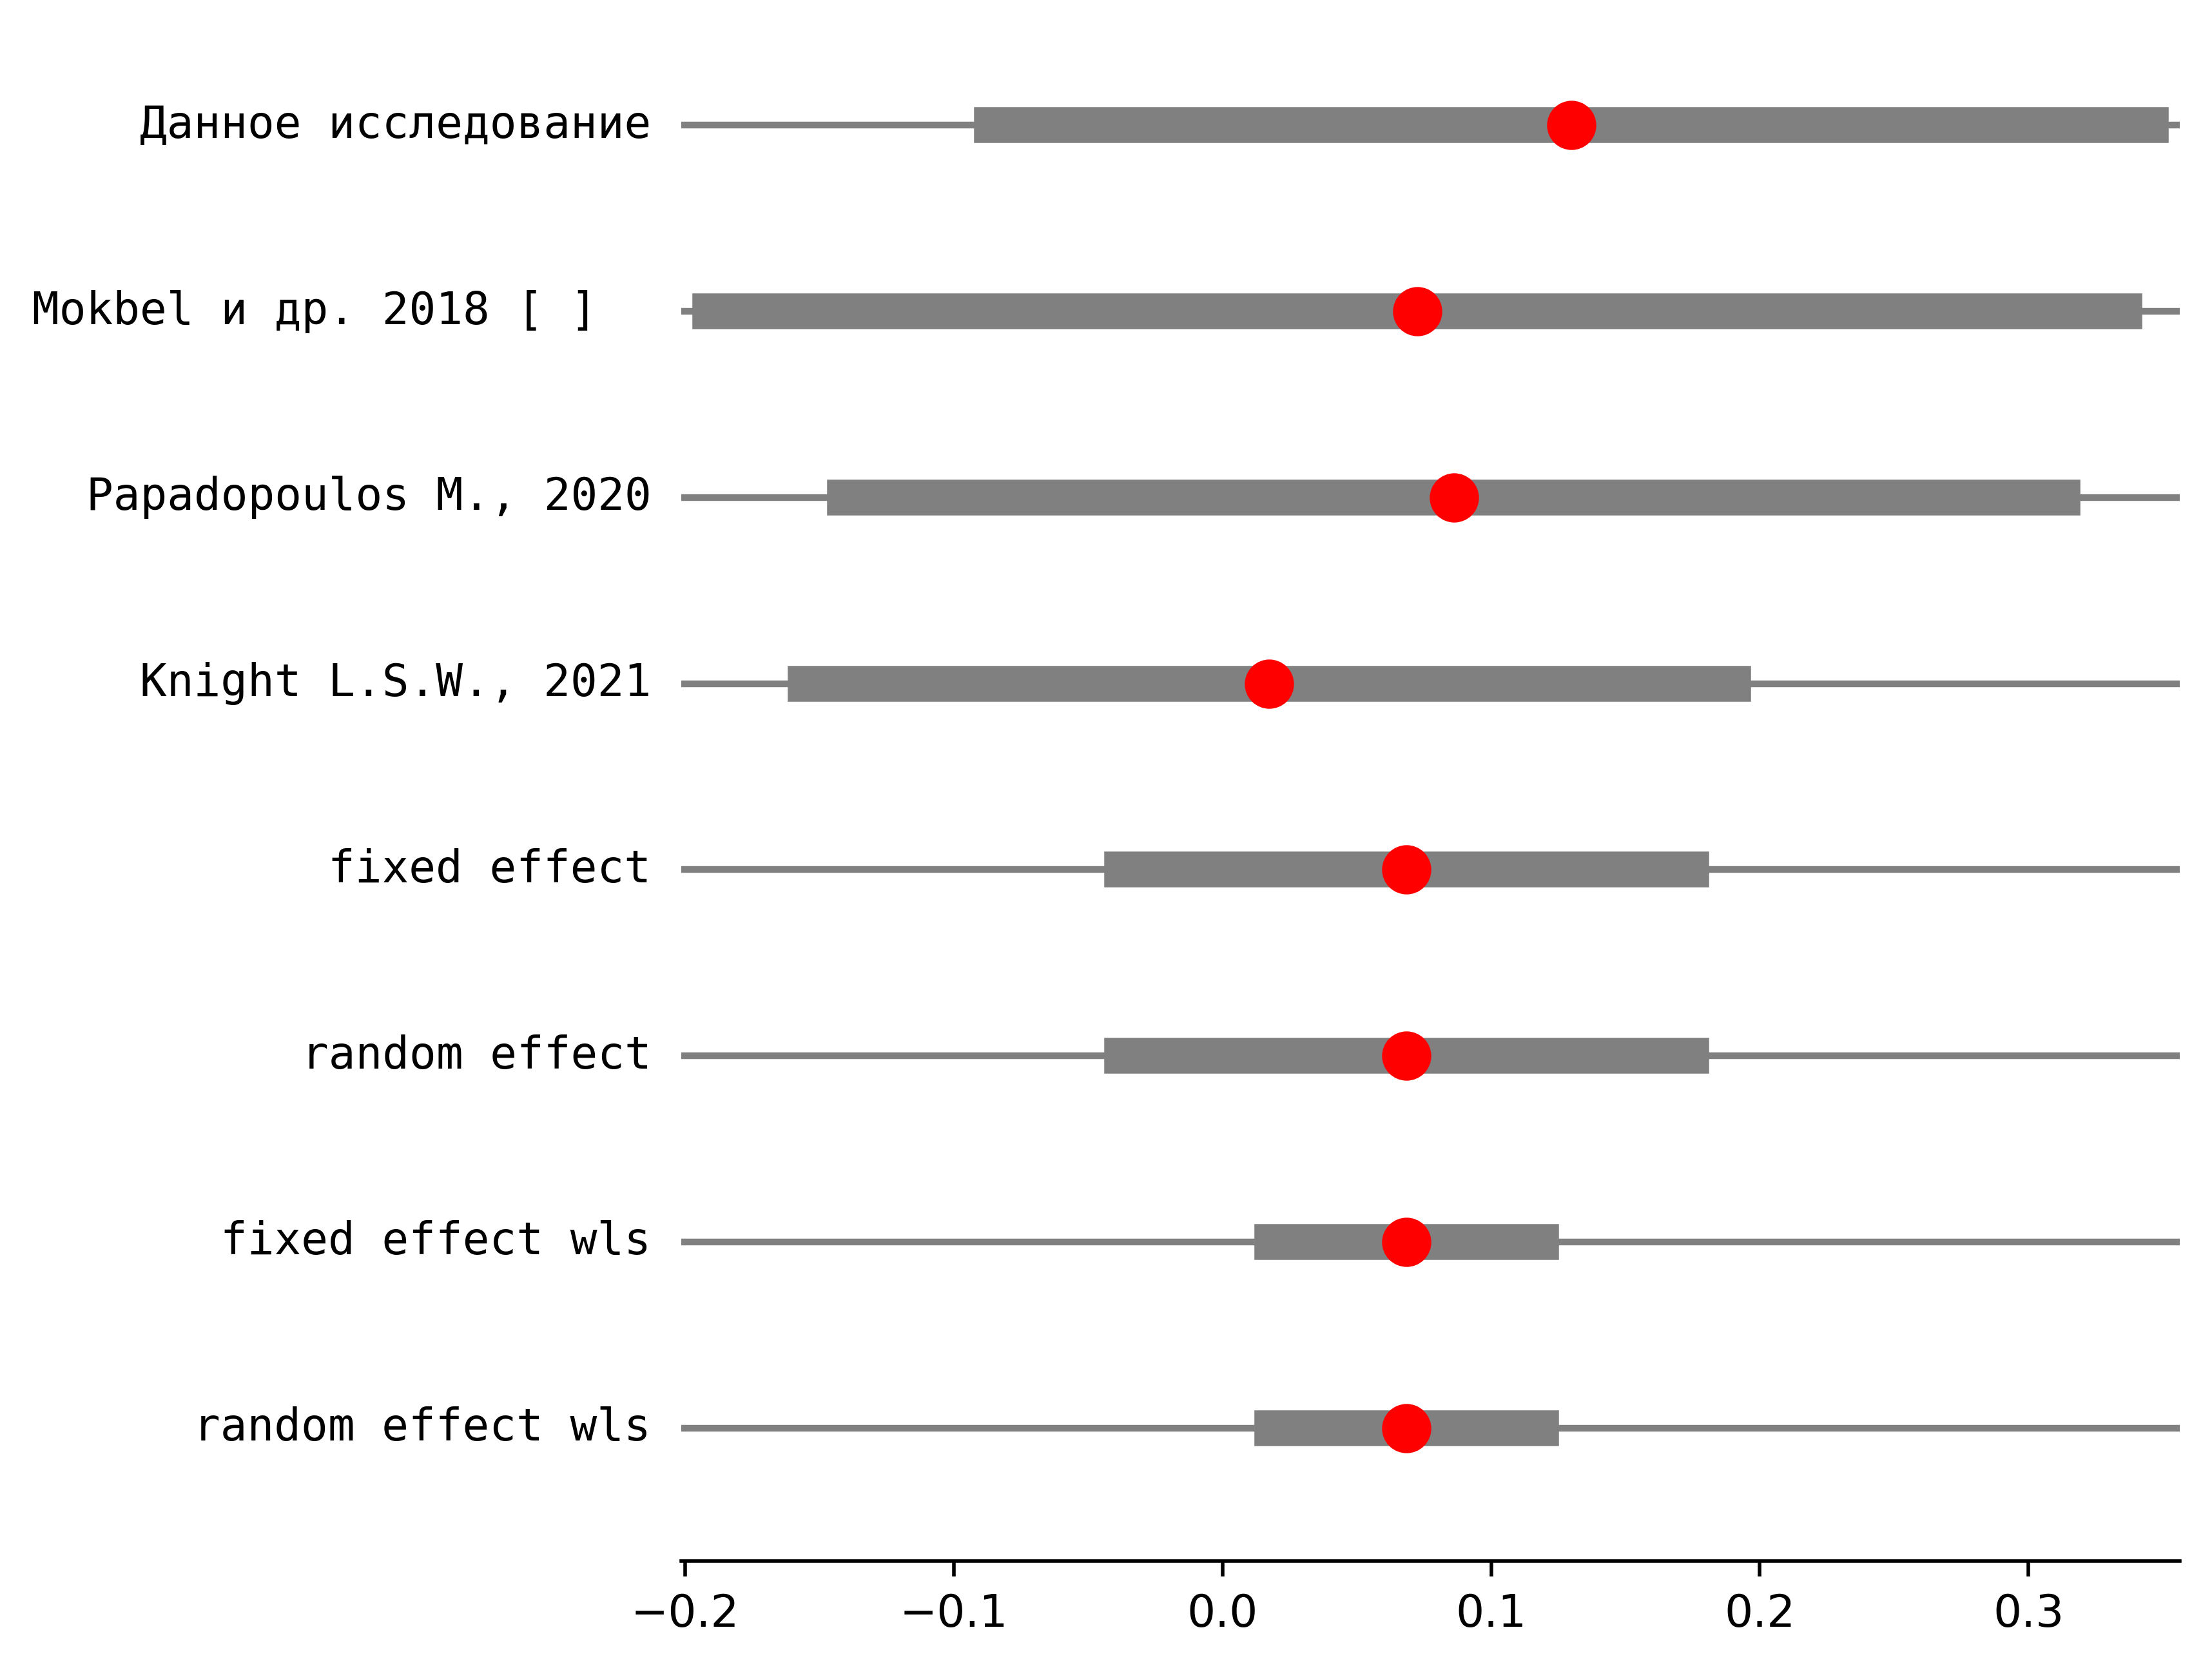 Данное исследование
Mokbel и др. 2018 [ ]
Papadopoulos M., 2020
Knight L.S.W., 2021
fixed effect
random effect
fixed effect wls
random effect wls
−0.2 −0.1 0.0 0.1 0.2 0.3